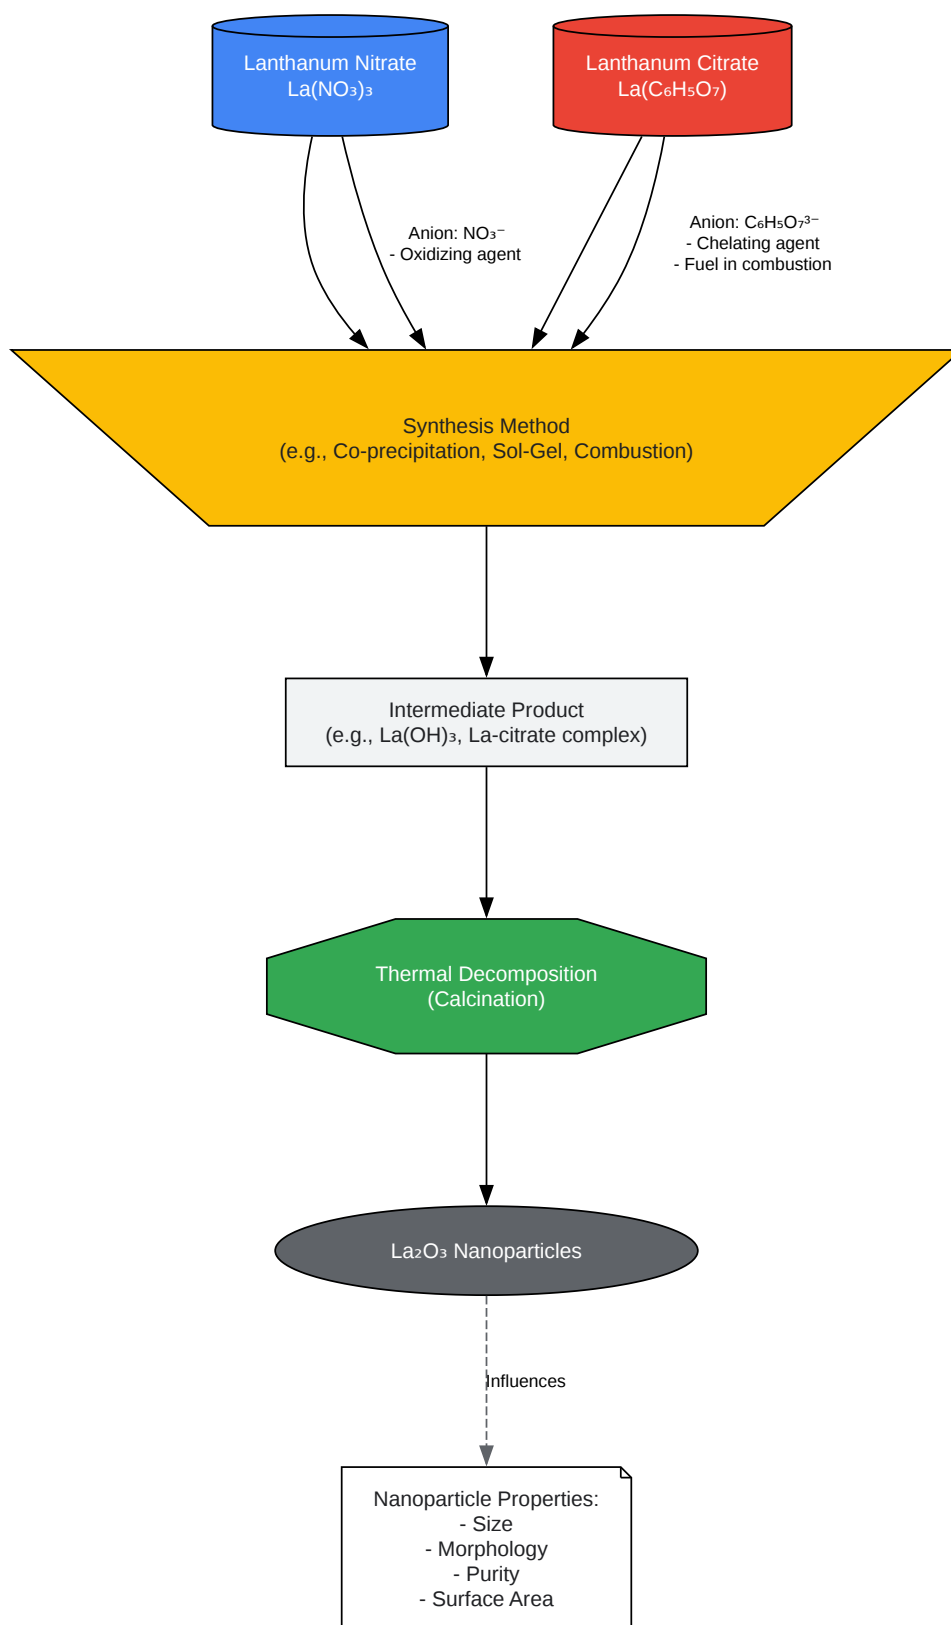 Lanthanum Nitrate
La(NO₃)₃
Lanthanum Citrate
La(C₆H₅O₇)
Anion: NO₃⁻
- Oxidizing agent
Anion: C₆H₅O₇³⁻
- Chelating agent
- Fuel in combustion
Synthesis Method
(e.g., Co-precipitation, Sol-Gel, Combustion)
Intermediate Product
(e.g., La(OH)₃, La-citrate complex)
Thermal Decomposition
(Calcination)
La₂O₃ Nanoparticles
Influences
Nanoparticle Properties:
- Size
- Morphology
- Purity
- Surface Area